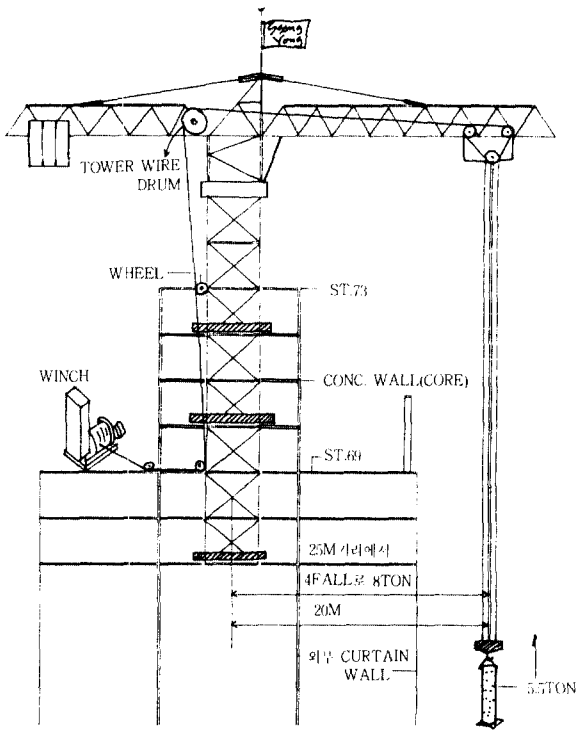 Ssang
Yong
TOWER WIRE
DRUM
WHEEL
ST.73
WINCH
CONC. WALL(CORE)
ST.69
25M 거리에서
4FALL로 8TON
20M
외부 CURTAIN
WALL
5.5TON